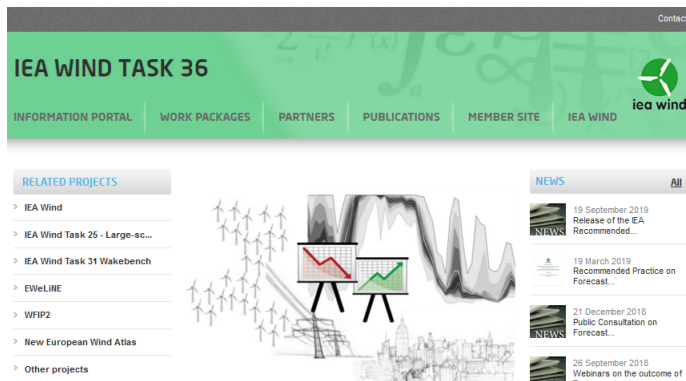 Contact
IEA WIND TASK 36
iea wind
INFORMATION PORTAL
WORK PACKAGES
PARTNERS
PUBLICATIONS
MEMBER SITE
IEA WIND
RELATED PROJECTS
IEA Wind
IEA Wind Task 25 - Large-sc...
IEA Wind Task 31 Wakebench
EWeLiNE
WFIP2
New European Wind Atlas
Other projects
NEWS
All
NEWS
19 September 2019
Release of the IEA
Recommended...
19 March 2019
Recommended Practice on
Forecast...
NEWS
21 December 2018
Public Consultation on
Forecast...
26 September 2018
Webinars on the outcome of